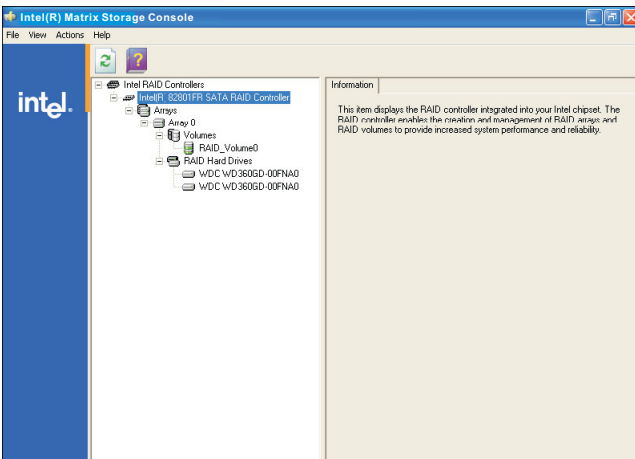 Intel(R) Matrix Storage Console
File View Actions Help
intel.
Intel RAID Controllers
Intel(R 82801FR SATA RAID Controller
Arrays
Array 0
Volumes
RAID_Volume0
RAID Hard Drives
WDC WD360GD-00FNA0
WDC WD360GD-00FNA0
Information
This item displays the RAID controller integrated into your Intel chipset. The
RAID controller enables the creation and management of RAID arrays and
RAID volumes to provide increased system performance and reliability.